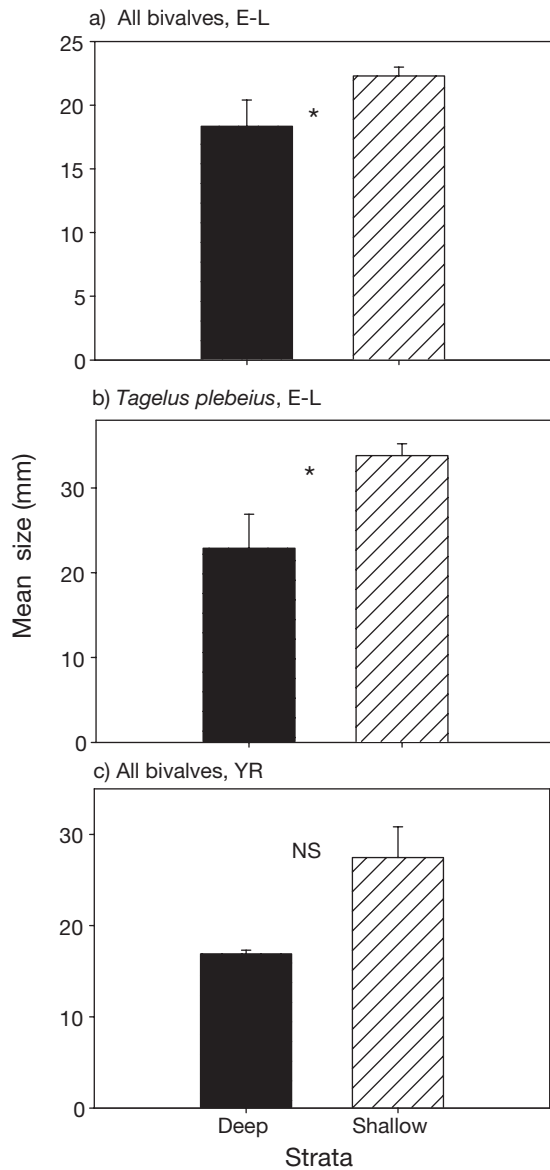 a) All bivalves, E-L
25
20
15
10
5
0
*
b) Tagelus plebeius, E-L
30
20
10
0
*
Mean size (mm)
c) All bivalves, YR
30
20
10
0
NS
Deep Shallow
Strata